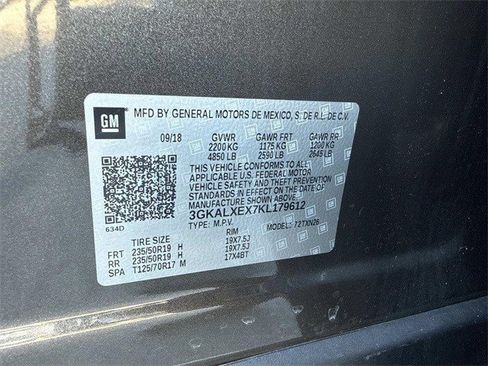 GM
MFD BY GENERAL MOTORS DE MEXICO, S. DE R.L. DE C.V.
09/18 GVWR GAWR FRT GAWR RR
2200 KG 1175 KG 1200 KG
4850 LB 2590 LB 2645 LB
THIS VEHICLE CONFORMS TO ALL
APPLICABLE U.S. FEDERAL MOTOR
VEHICLE SAFETY AND THEFT PREVENTION
STANDARDS IN EFFECT ON THE DATE OF
MANUFACTURE SHOWN ABOVE.
3GKALXEX7KL179612
TYPE: M.P.V. MODEL: 72TXN26
634D
TIRE SIZE RIM
FRT 235/50R19 H 19X7.5J
RR 235/50R19 H 19X7.5J
SPA T125/70R17 M 17X4BT